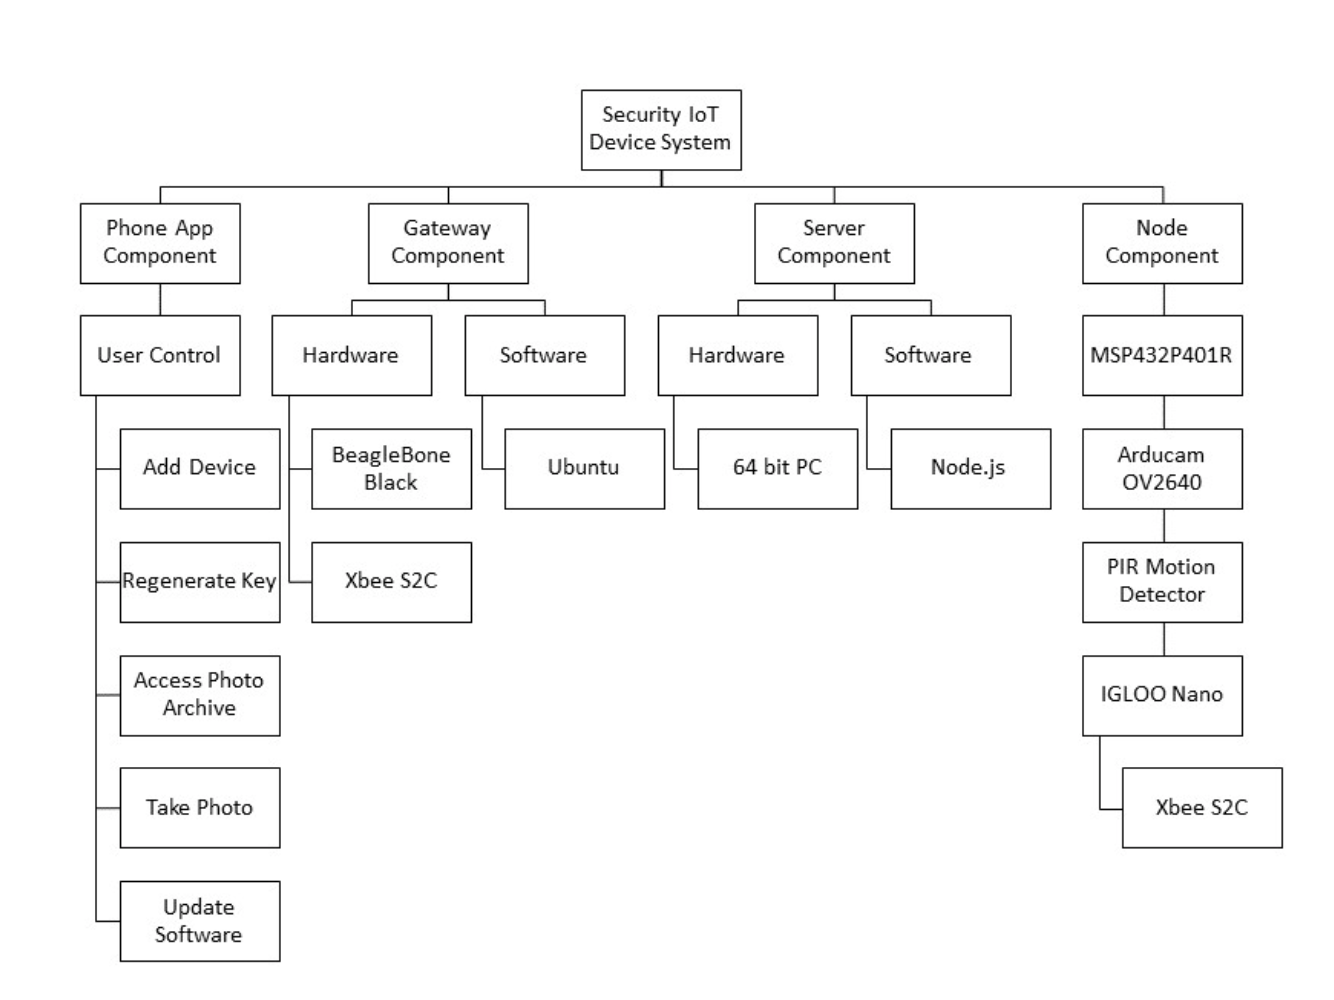 Security IoT
Device System
Phone App
Component
Gateway
Component
Server
Component
Node
Component
User Control
Hardware
Software
Hardware
Software
MSP432P401R
Add Device
BeagleBone
Black
Ubuntu
64 bit PC
Node.js
Arducam
OV2640
Regenerate Key
Xbee S2C
PIR Motion
Detector
Access Photo
Archive
IGLOO Nano
Take Photo
Xbee S2C
Update
Software